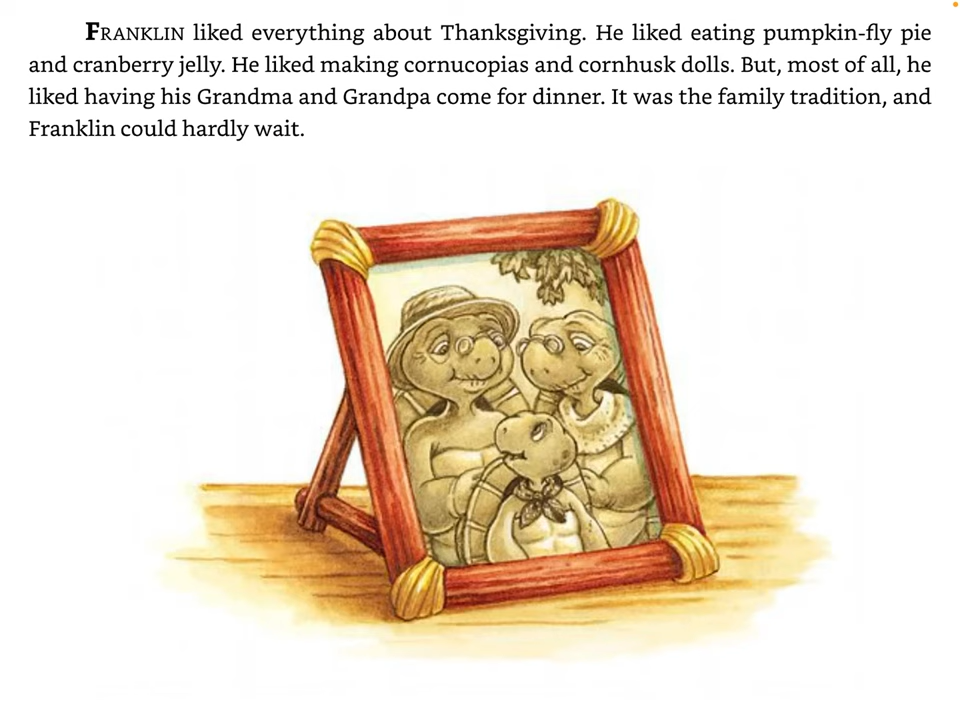 FRANKLIN liked everything about Thanksgiving. He liked eating pumpkin-fly pie
and cranberry jelly. He liked making cornucopias and cornhusk dolls. But, most of all, he
liked having his Grandma and Grandpa come for dinner. It was the family tradition, and
Franklin could hardly wait.